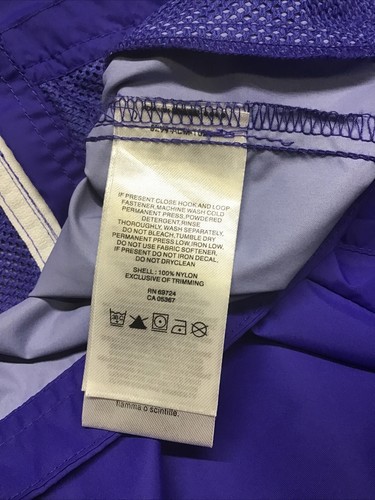 IF PRESENT CLOSE HOOK AND LOOP
FASTENER,MACHINE WASH COLD
PERMANENT PRESS,POWDERED
DETERGENT,RINSE
THOROUGHLY, WASH SEPARATELY,
DO NOT BLEACH,TUMBLE DRY
PERMANENT PRESS LOW,IRON LOW,
DO NOT USE FABRIC SOFTENER,
IF PRESENT DO NOT IRON DECAL,
DO NOT DRYCLEAN
SHELL : 100% NYLON
EXCLUSIVE OF TRIMMING
RN 69724
CA 05367
30 C
fiamma o scintille.